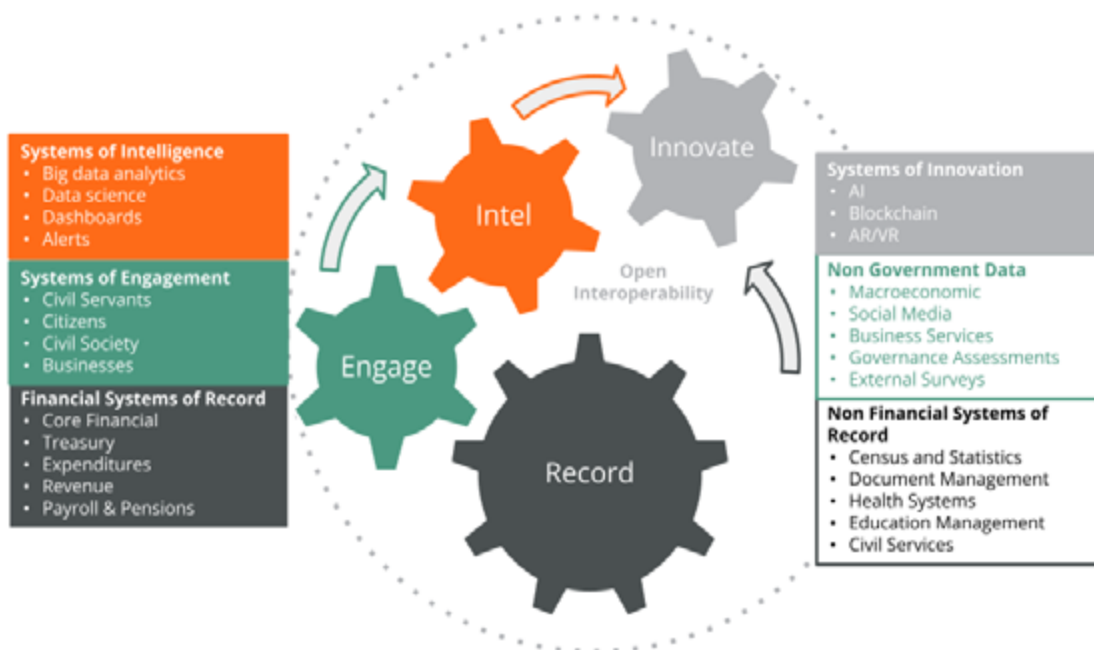 Systems of Intelligence
• Big data analytics
• Data science
• Dashboards
• Alerts
Systems of Engagement
• Civil Servants
• Citizens
• Civil Society
• Businesses
Financial Systems of Record
• Core Financial
• Treasury
• Expenditures
• Revenue
• Payroll & Pensions
Innovate
Intel
Open
Interoperability
Engage
Record
Systems of Innovation
• AI
• Blockchain
• AR/VR
Non Government Data
• Macroeconomic
• Social Media
• Business Services
• Governance Assessments
• External Surveys
Non Financial Systems of
Record
• Census and Statistics
• Document Management
• Health Systems
• Education Management
• Civil Services